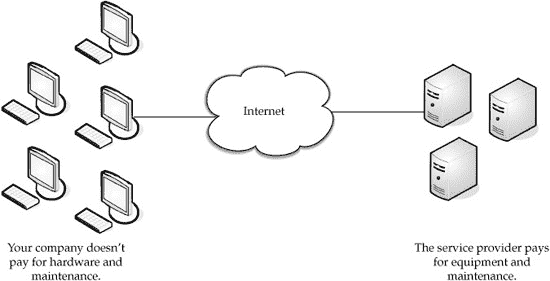 Internet
Your company doesn't
pay for hardware and
maintenance.
The service provider pays
for equipment and
maintenance.